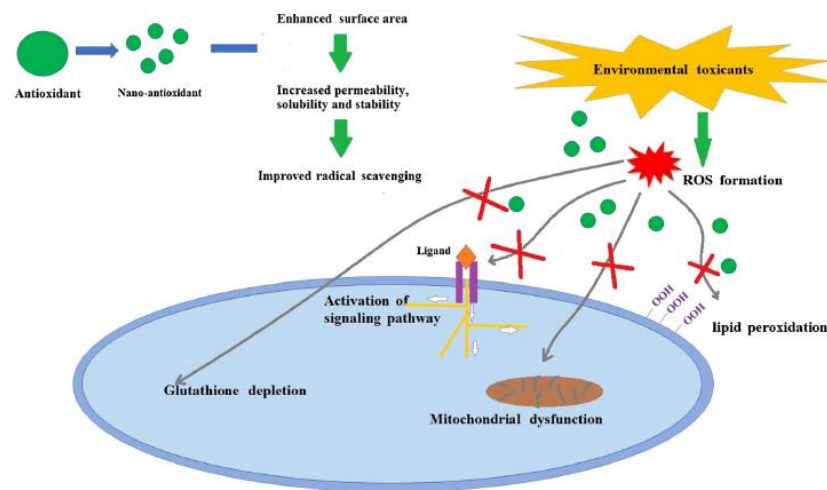 Antioxidant
Nano-antioxidant
Enhanced surface area
Increased permeability,
solubility and stability
Improved radical scavenging
Environmental toxicants
ROS formation
Ligand
Activation of
signaling pathway
OOH
OOH
OOH
lipid peroxidation
Glutathione depletion
Mitochondrial dysfunction